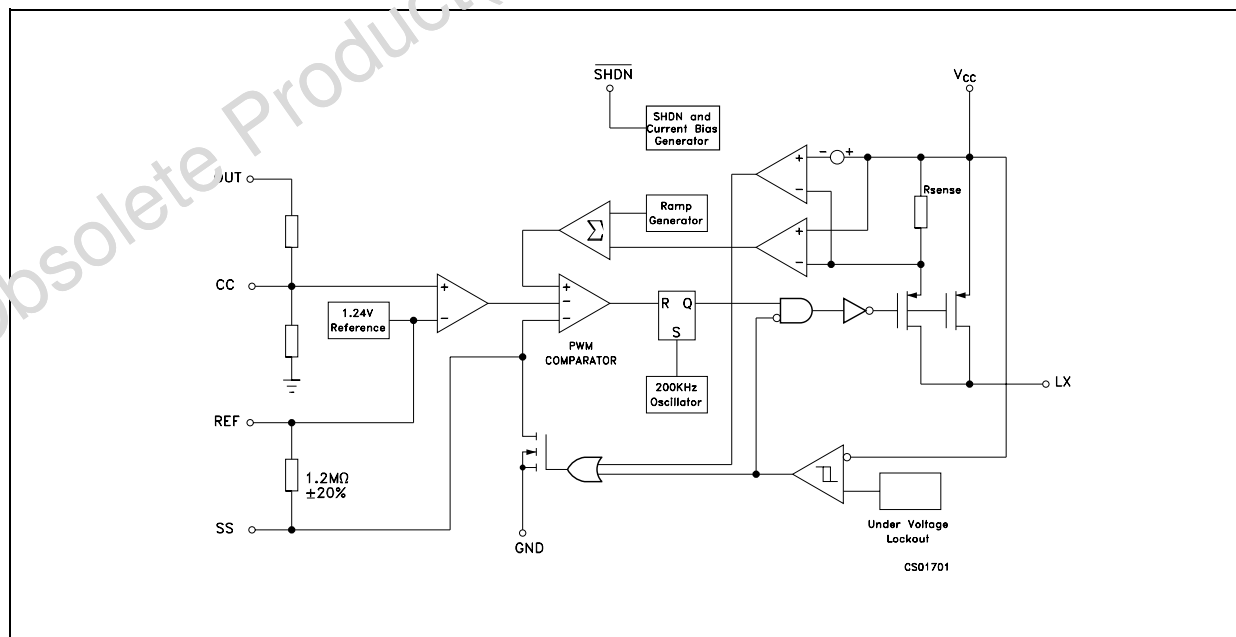 Obsolete Product
SHDN
VCC
SHDN and
Current Bias
Generator
- +
+
-
Rsense
OUT
Ramp
Generator
Σ
+
-
CC
+
-
+
-
-
R Q
S
1.24V
Reference
PWM
COMPARATOR
200KHz
Oscillator
LX
REF
1.2MΩ
±20%
SS
GND
Under Voltage
Lockout
CS01701